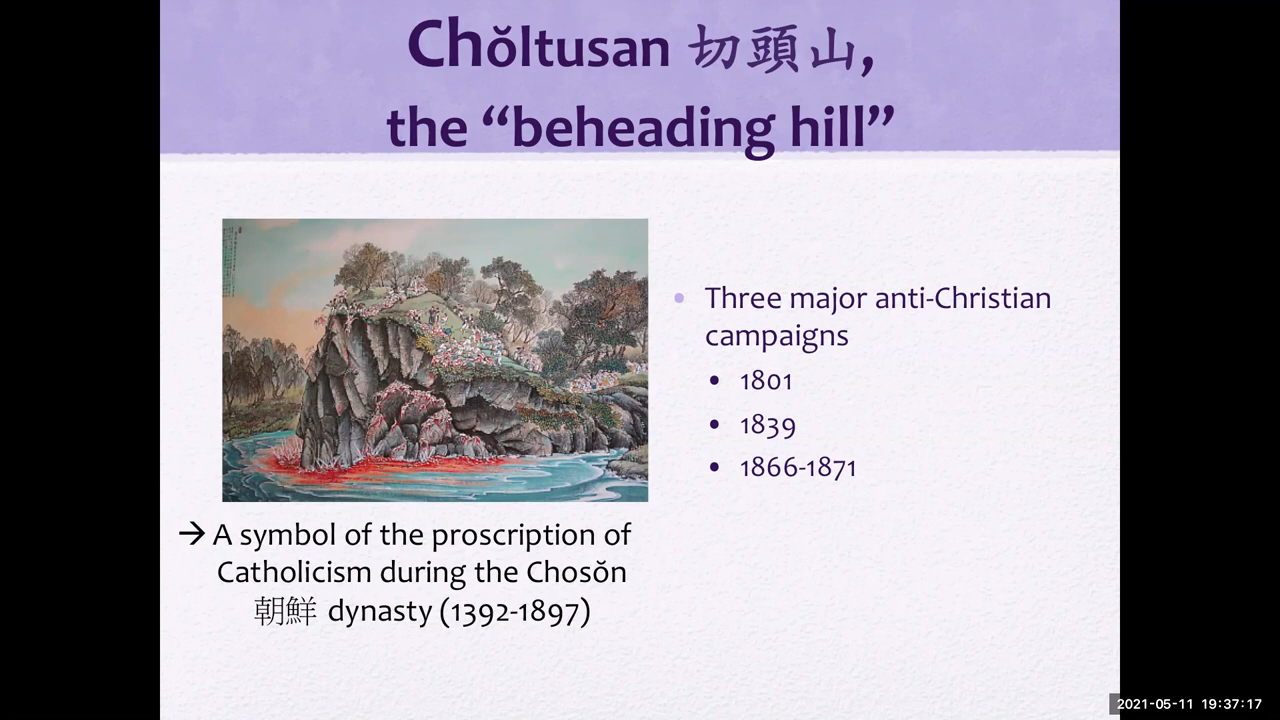 Chŏltusan 切頭山,
the “beheading hill”
• Three major anti-Christian
campaigns
• 1801
• 1839
• 1866-1871
→ A symbol of the proscription of
Catholicism during the Chosŏn
朝鮮 dynasty (1392-1897)
2021-05-11 19:37:17